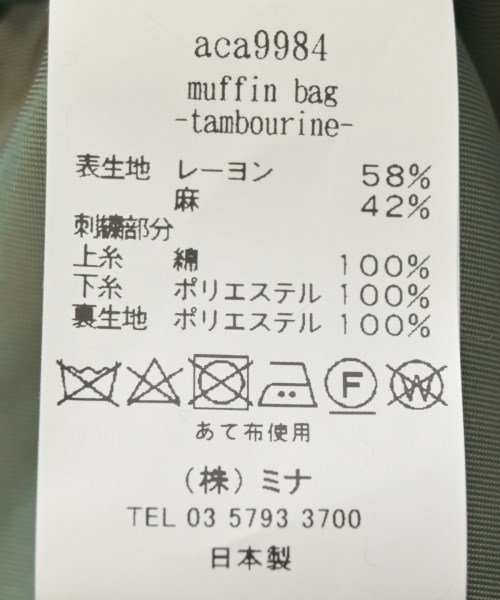 aca9984
muffin bag
-tambourine-
表生地 レーヨン 58%
麻 42%
刺繍部分
上糸 綿 100%
下糸 ポリエステル 100%
裏生地 ポリエステル 100%
F W
あて布使用
(株)ミナ
TEL 03 5793 3700
日本製